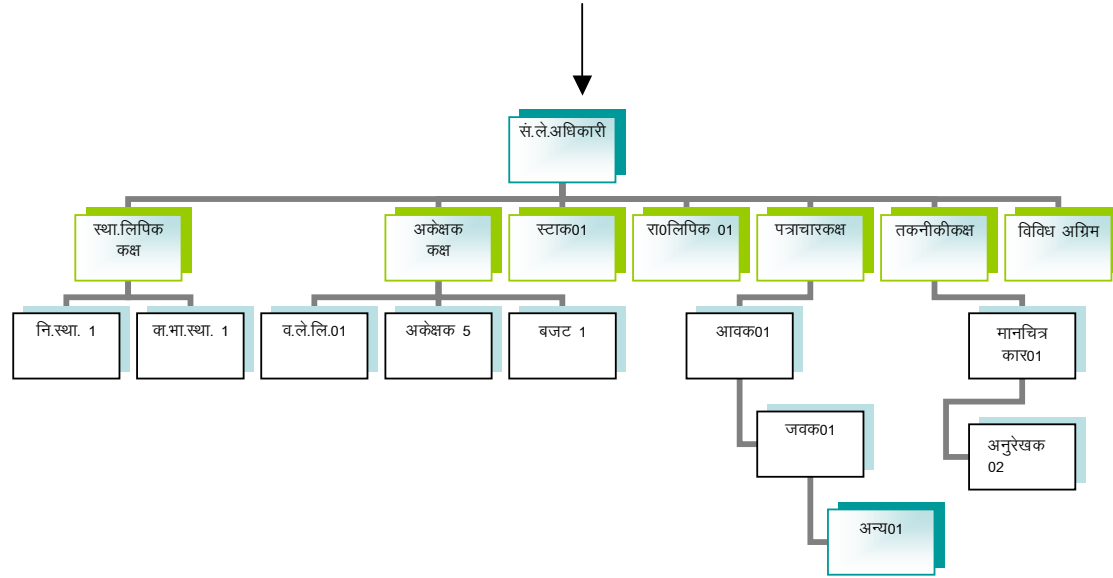 सं.ले.अधिकारी
स्था.लिपिक
कक्ष
अकेक्षक
कक्ष
स्टाक01
रा0लिपिक 01
पत्राचारकक्ष
तकनीकीकक्ष
विविध अग्रिम
नि.स्था. 1
का.भा.स्था. 1
व.ले.लि.01
अकेक्षक 5
बजट 1
आवक01
मानचित्र
कार01
जवक01
अनुरेखक
02
अन्य01